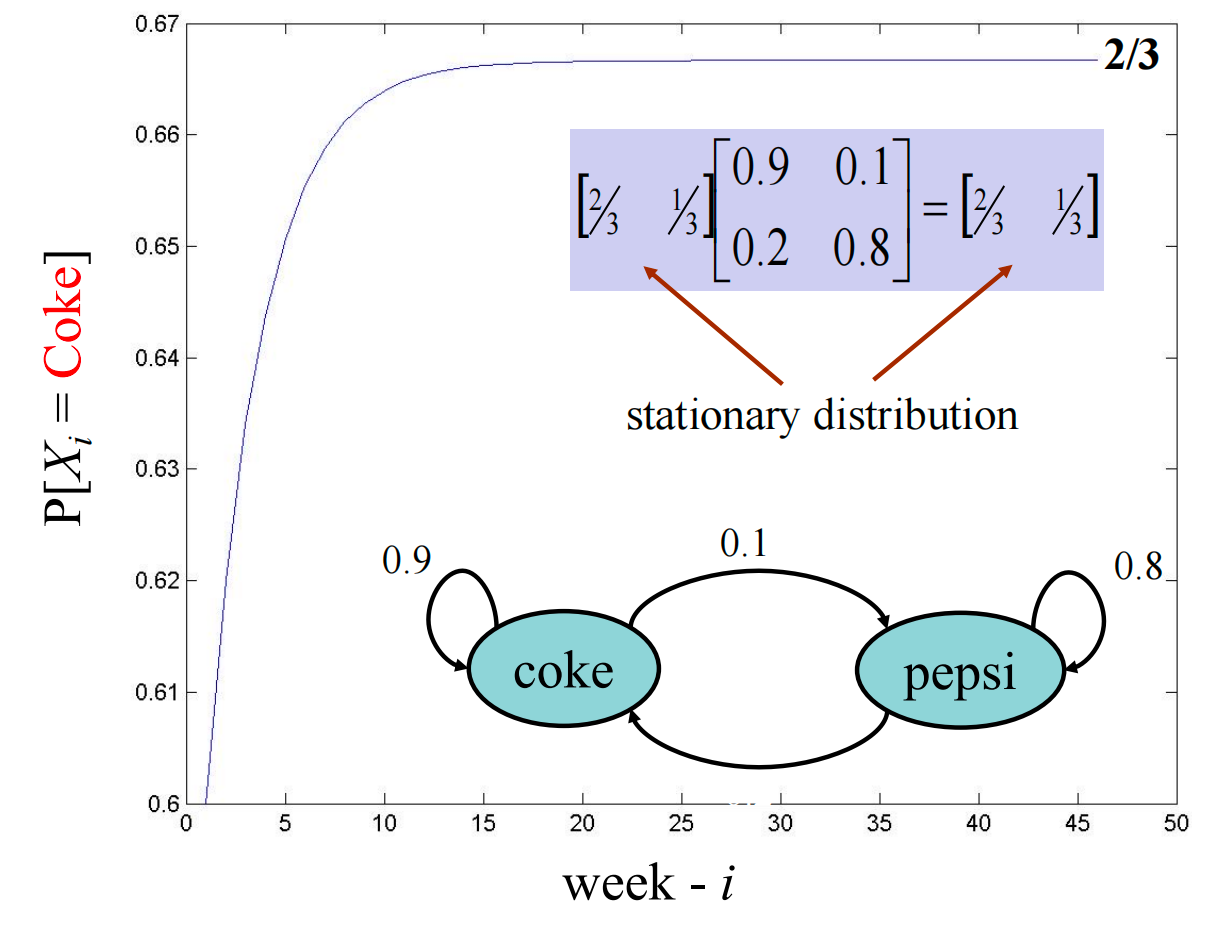 0.67
2/3
0.66
[2/3 1/3] [0.9 0.1
0.2 0.8] = [2/3 1/3]
0.65
P[Xi = Coke]
0.64
stationary distribution
0.63
0.9
0.1
0.8
0.62
coke
pepsi
0.61
0.6
0 5 10 15 20 25 30 35 40 45 50
week - i